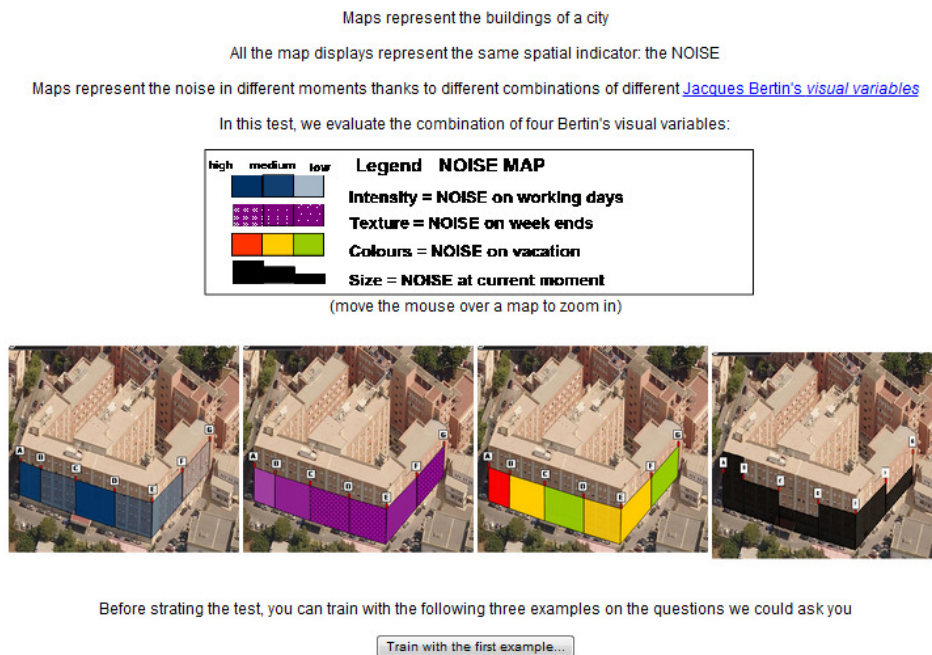 Maps represent the buildings of a city
All the map displays represent the same spatial indicator: the NOISE
Maps represent the noise in different moments thanks to different combinations of different Jacques Bertin's visual variables
In this test, we evaluate the combination of four Bertin's visual variables:
high medium low Legend NOISE MAP
Intensity = NOISE on working days
Texture = NOISE on week ends
Colours = NOISE on vacation
Size = NOISE at current moment
(move the mouse over a map to zoom in)
A B C D E F G
A B C D E F G
A B C D E F G
Before strating the test, you can train with the following three examples on the questions we could ask you
Train with the first example...